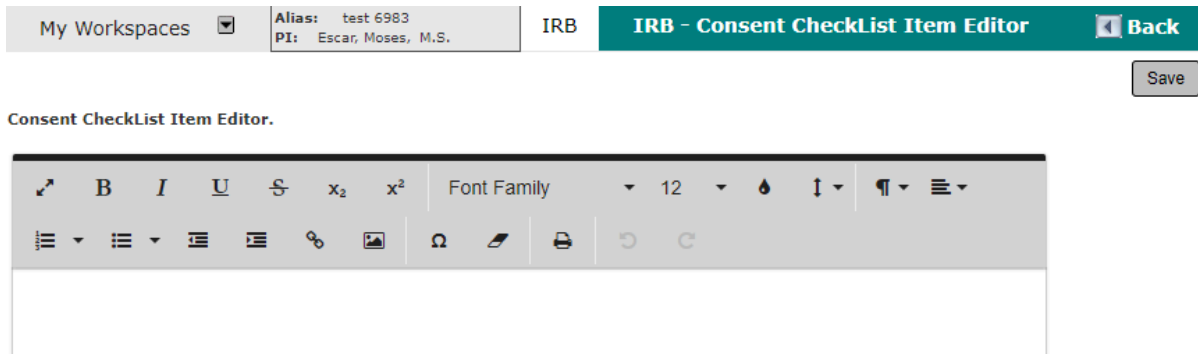 My Workspaces
Alias: test 6983
PI: Escar, Moses, M.S.
IRB
IRB - Consent CheckList Item Editor
Back
Save
Consent CheckList Item Editor.
B I U S x₂ x² Font Family 12 ¶
Ω